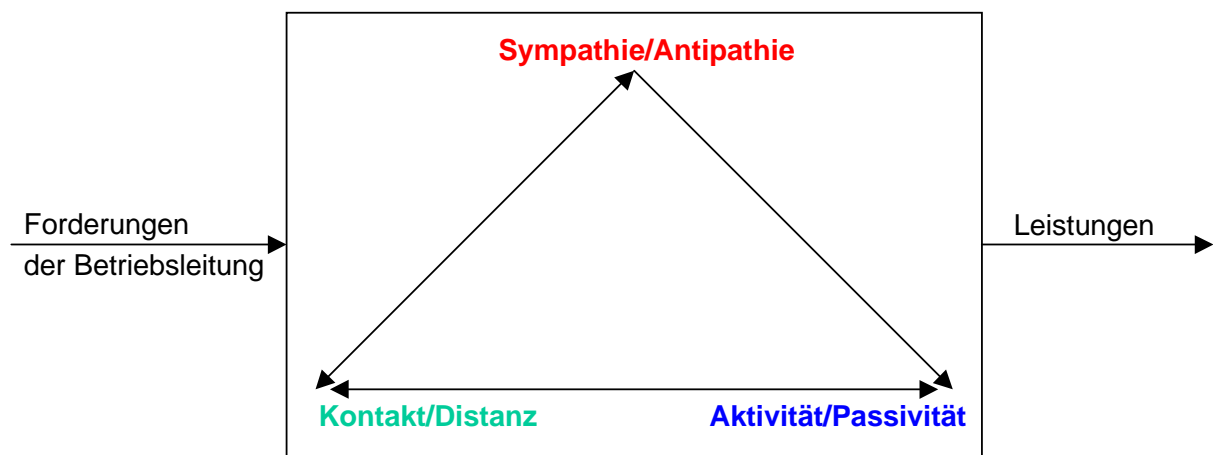 Sympathie/Antipathie
Forderungen
der Betriebsleitung
Leistungen
Kontakt/Distanz
Aktivität/Passivität